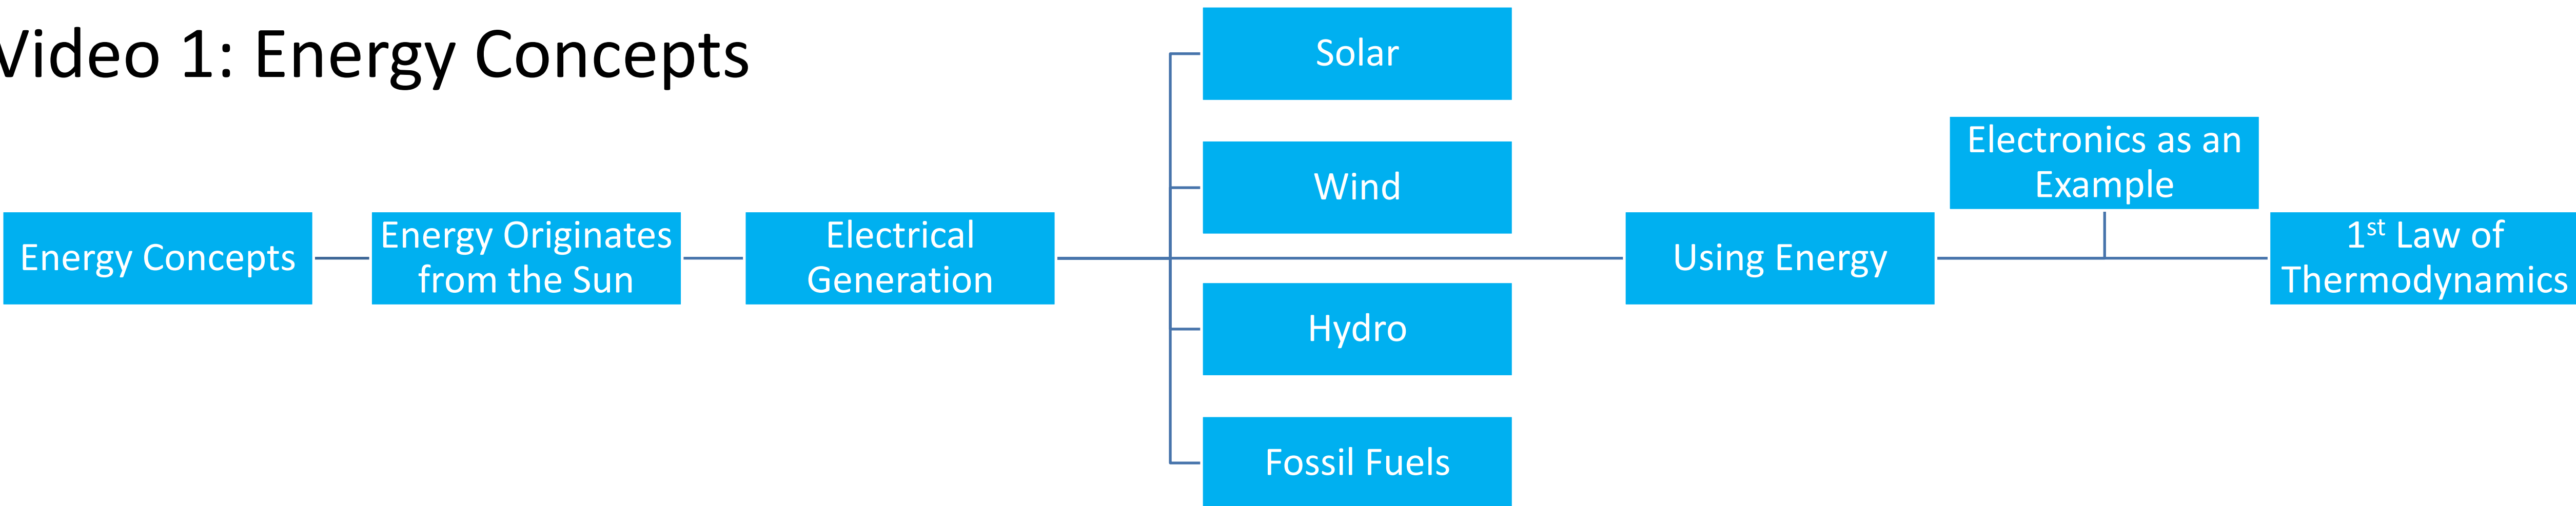 Video 1: Energy Concepts
Energy Concepts
Energy Originates
from the Sun
Electrical
Generation
Solar
Wind
Hydro
Fossil Fuels
Using Energy
Electronics as an
Example
1st Law of
Thermodynamics